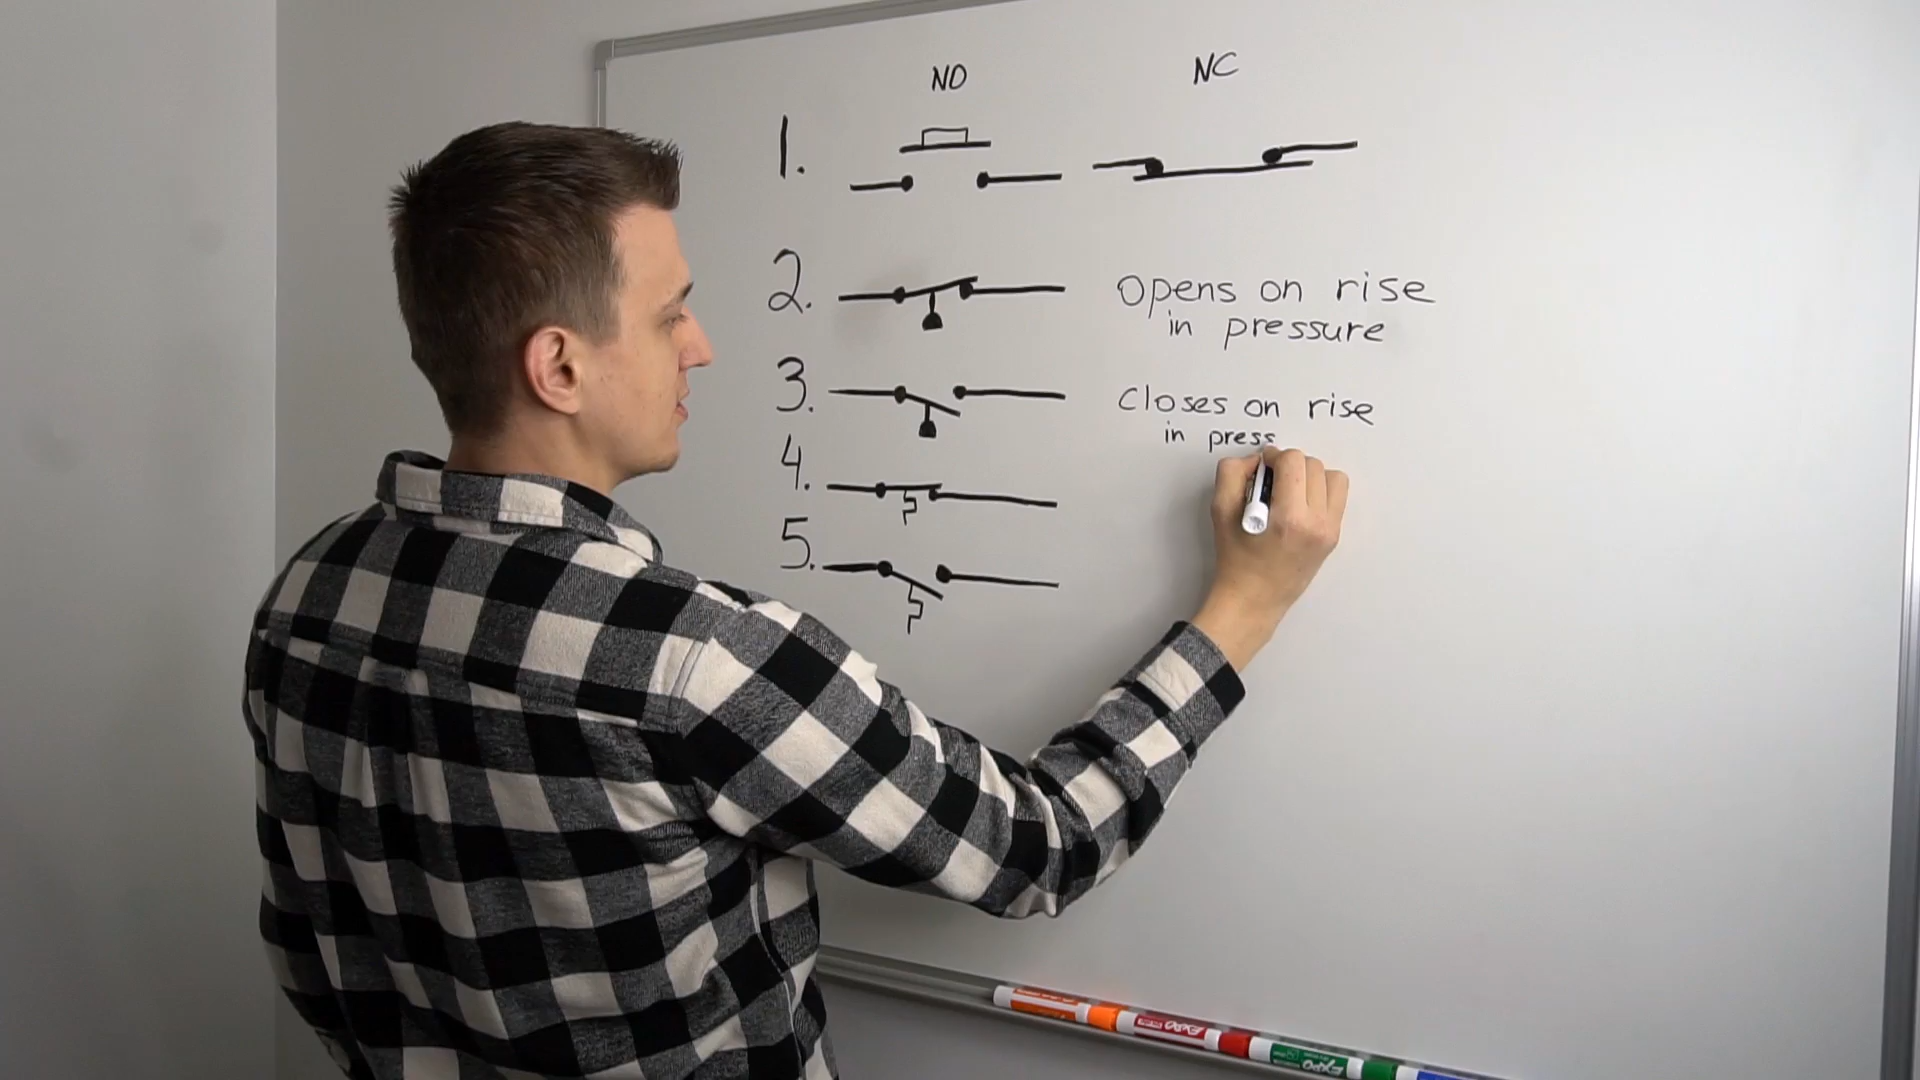 NO NC
1.
2. Opens on rise
in pressure
3. Closes on rise
in press
4.
5.
EXPO
EXPO